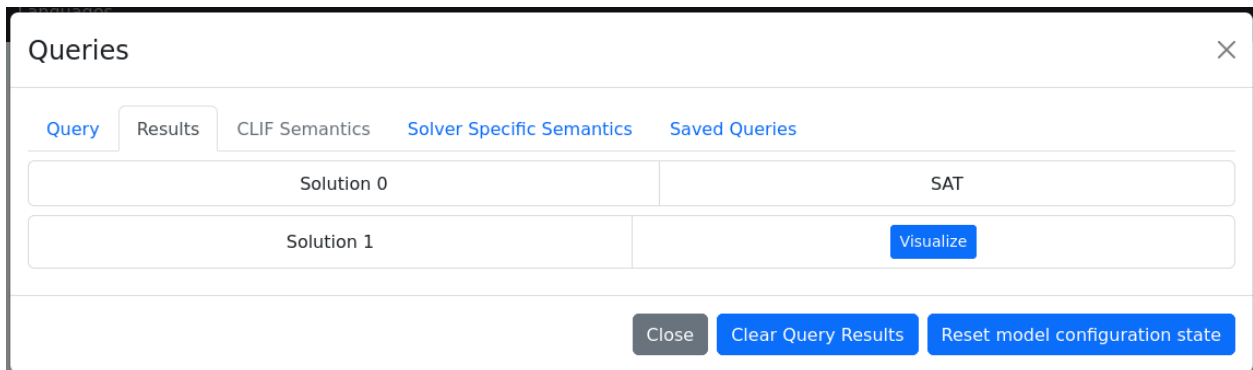 Languages
Queries
Query Results CLIF Semantics Solver Specific Semantics Saved Queries
Solution 0 SAT
Solution 1 Visualize
Close Clear Query Results Reset model configuration state